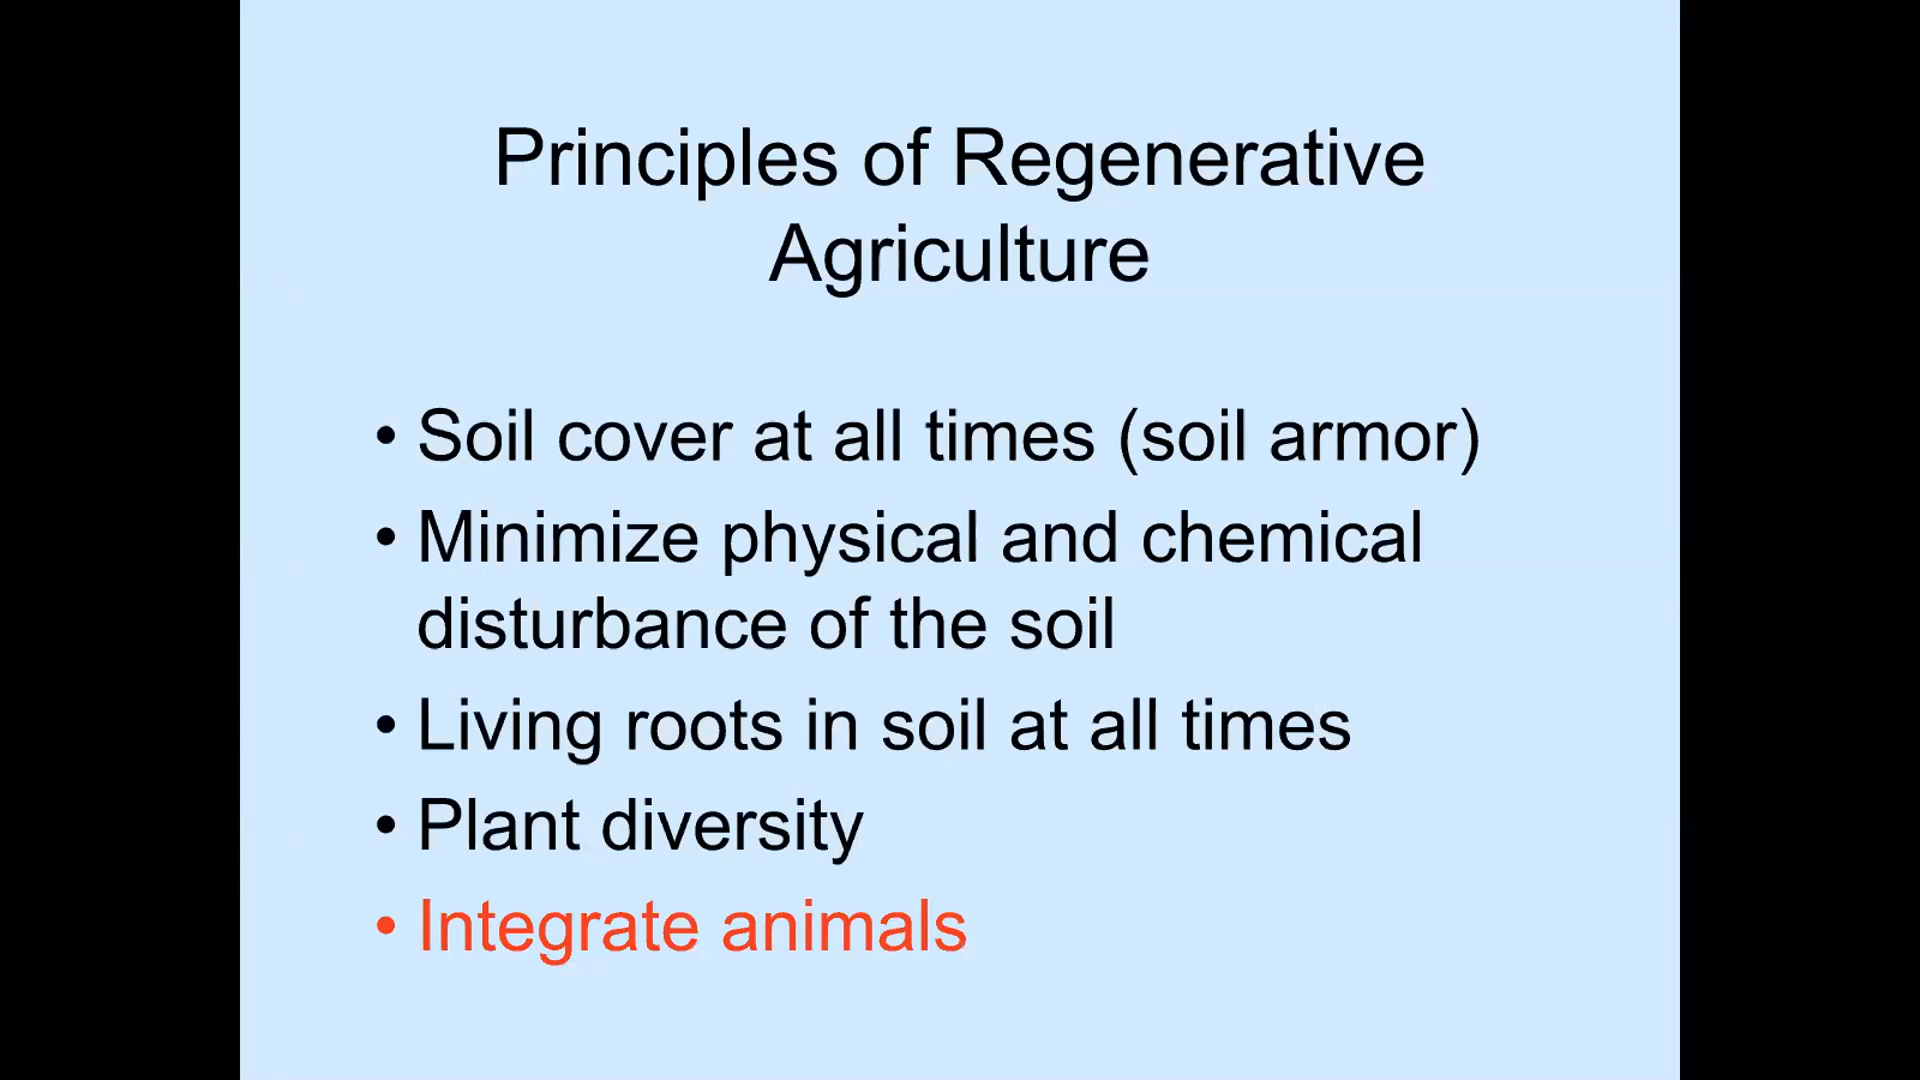 Principles of Regenerative
Agriculture
• Soil cover at all times (soil armor)
• Minimize physical and chemical
disturbance of the soil
• Living roots in soil at all times
• Plant diversity
• Integrate animals